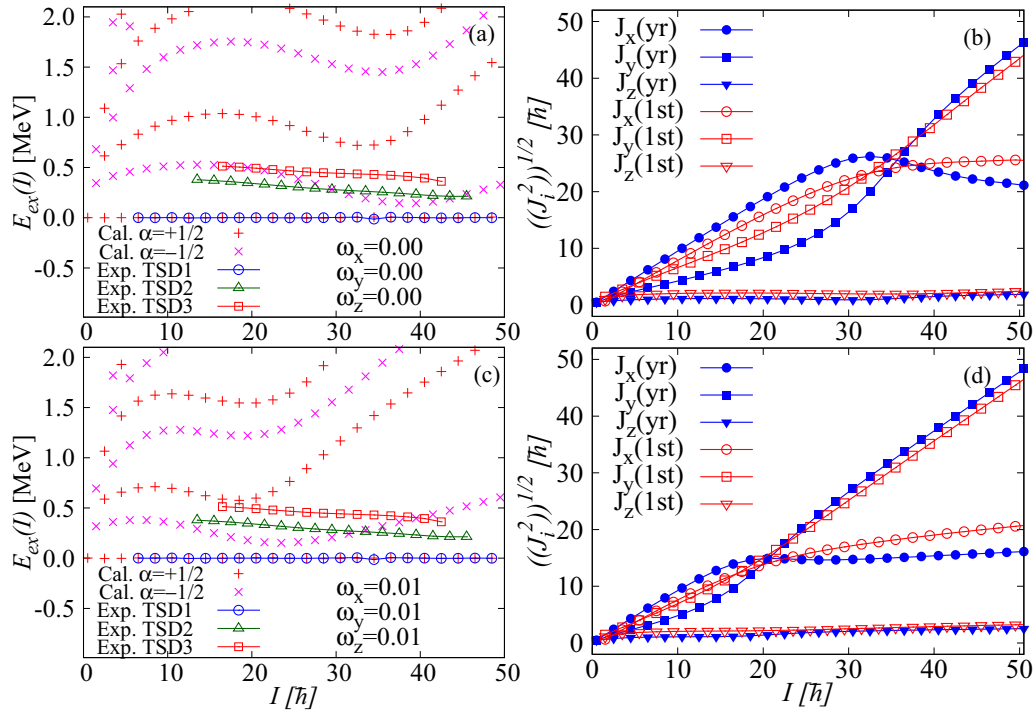 2.0
1.5
1.0
0.5
0.0
-0.5
E_ex(I) [MeV]
(a)
Cal. α=+1/2
Cal. α=−1/2
Exp. TSD1
Exp. TSD2
Exp. TSD3
ω_x=0.00
ω_y=0.00
ω_z=0.00
0 10 20 30 40 50
50
40
30
20
10
0
((J_i^2))^1/2 [ħ]
J_x(yr)
J_y(yr)
J_z(yr)
J_x(1st)
J_y(1st)
J_z(1st)
(b)
0 10 20 30 40 50
2.0
1.5
1.0
0.5
0.0
-0.5
E_ex(I) [MeV]
(c)
Cal. α=+1/2
Cal. α=−1/2
Exp. TSD1
Exp. TSD2
Exp. TSD3
ω_x=0.01
ω_y=0.01
ω_z=0.01
0 10 20 30 40 50
I [ħ]
50
40
30
20
10
0
((J_i^2))^1/2 [ħ]
J_x(yr)
J_y(yr)
J_z(yr)
J_x(1st)
J_y(1st)
J_z(1st)
(d)
0 10 20 30 40 50
I [ħ]